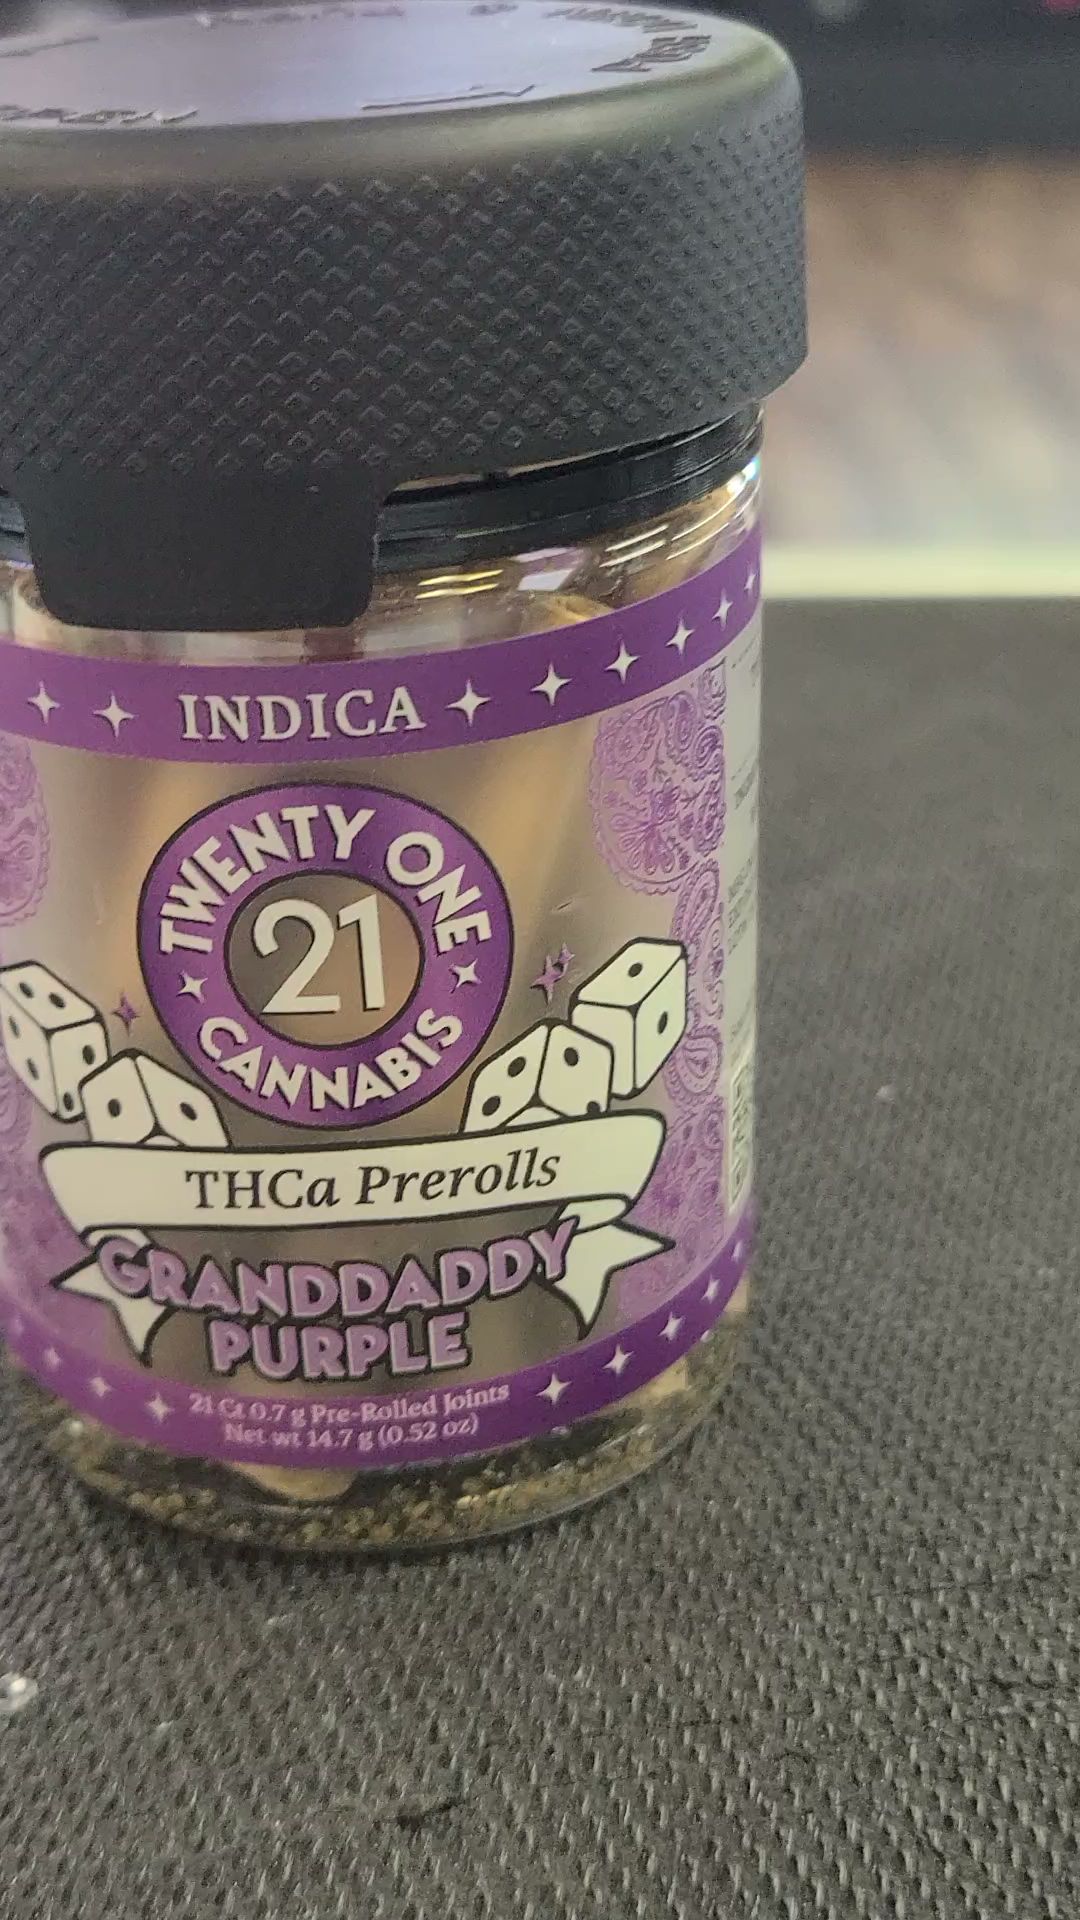 INDICA
TWENTY ONE
21
CANNABIS
THCa Prerolls
GRANDDADDY
PURPLE
21 Ct 0.7 g Pre-Rolled Joints
Net wt 14.7 g (0.52 oz)